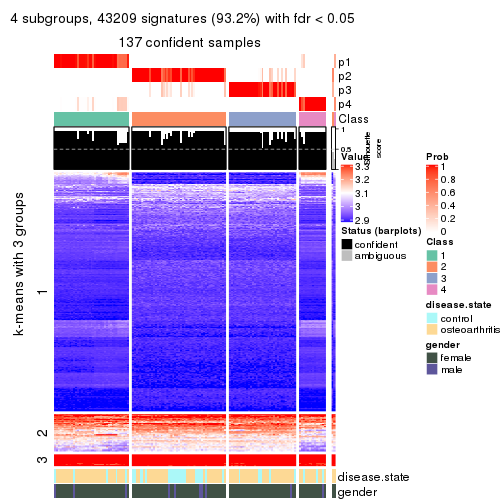 4 subgroups, 43209 signatures (93.2%) with fdr < 0.05
137 confident samples
p1
p2
p3
p4
Class
1
0.5
Silhouette
score
k-means with 3 groups
1
2
3
disease.state
gender
Value
3.3
3.2
3.1
3
2.9
Status (barplots)
confident
ambiguous
Prob
1
0.8
0.6
0.4
0.2
0
Class
1
2
3
4
disease.state
control
osteoarthritis
gender
female
male